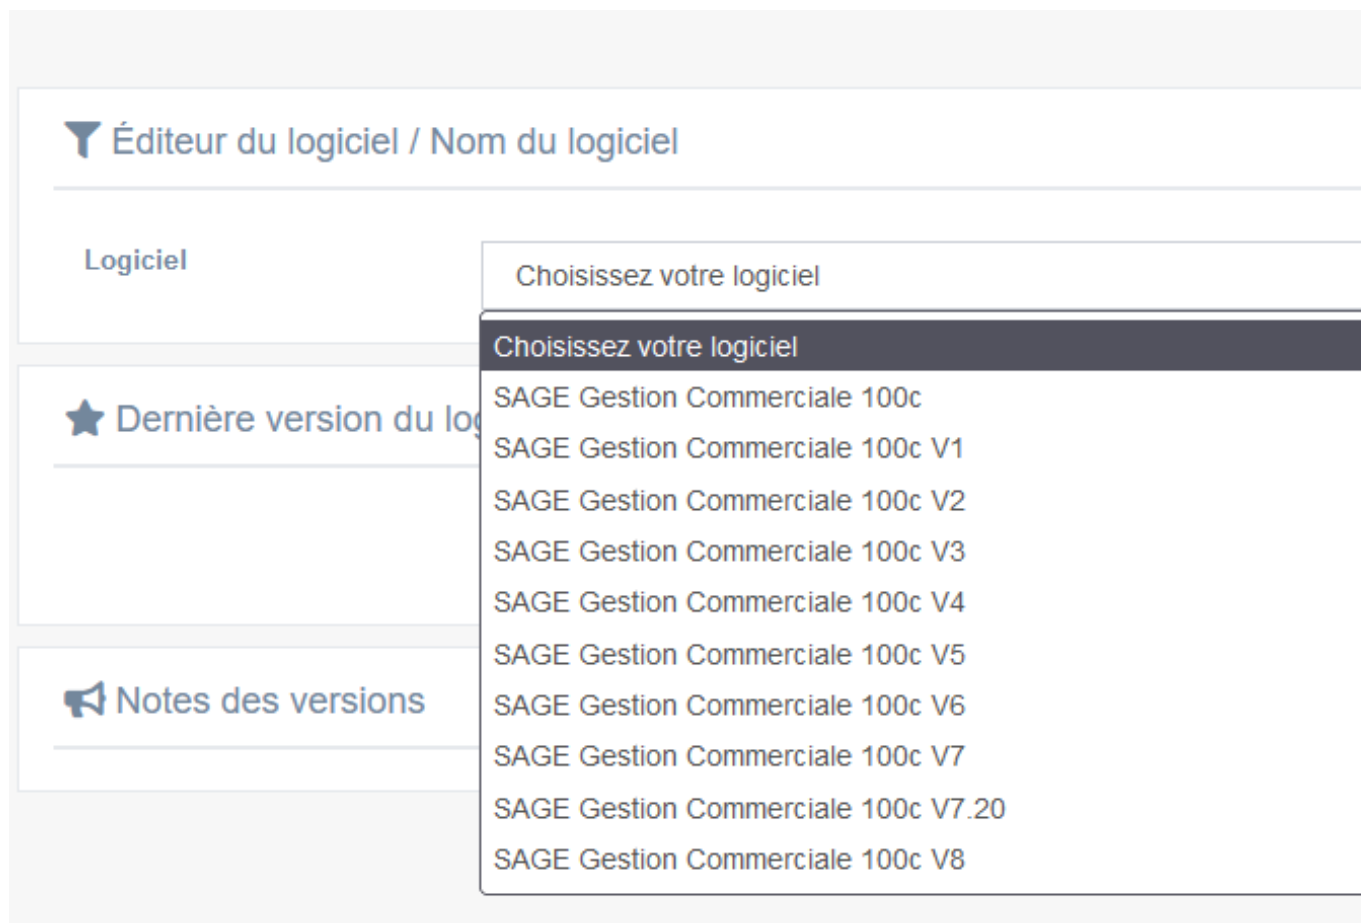 Éditeur du logiciel / Nom du logiciel
Logiciel
Choisissez votre logiciel
Choisissez votre logiciel
SAGE Gestion Commerciale 100c
SAGE Gestion Commerciale 100c V1
SAGE Gestion Commerciale 100c V2
SAGE Gestion Commerciale 100c V3
SAGE Gestion Commerciale 100c V4
SAGE Gestion Commerciale 100c V5
SAGE Gestion Commerciale 100c V6
SAGE Gestion Commerciale 100c V7
SAGE Gestion Commerciale 100c V7.20
SAGE Gestion Commerciale 100c V8
Dernière version du log
Notes des versions